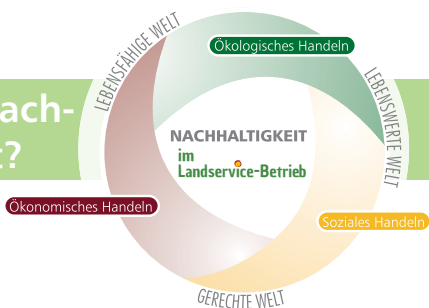 LEBENSFÄHIGE WELT
Ökologisches Handeln
LEBENSWERTE WELT
ach-
t?
NACHHALTIGKEIT
im
Landservice-Betrieb
Ökonomisches Handeln
Soziales Handeln
GERECHTE WELT